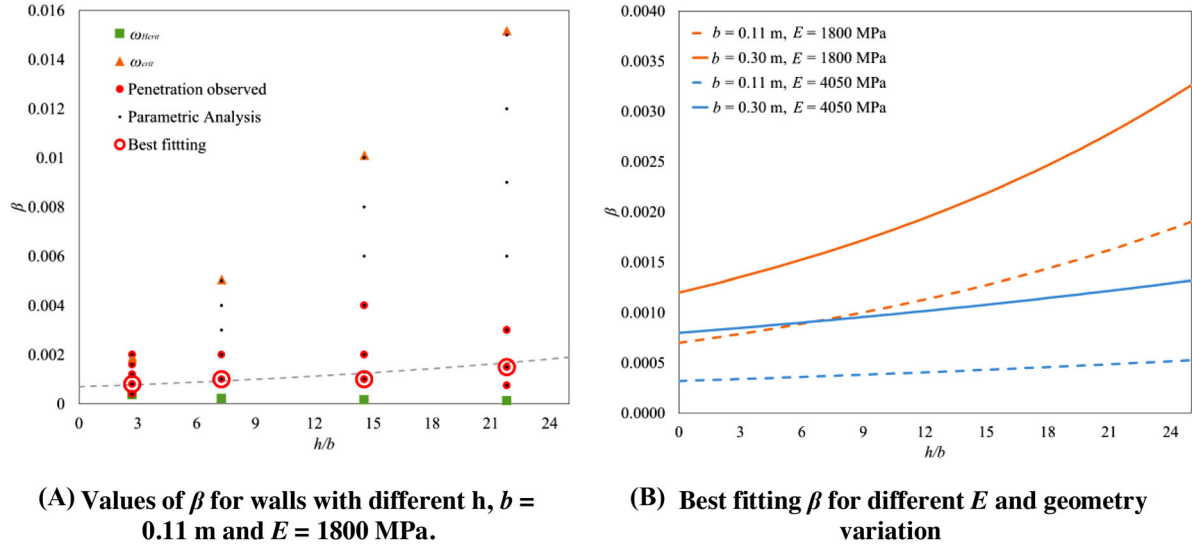 0.016
0.014
0.012
0.01
0.008
0.006
0.004
0.002
0
β
ω_Hcrit
ω_crit
Penetration observed
Parametric Analysis
Best fittting
0 3 6 9 12 15 18 21 24
h/b
(A) Values of β for walls with different h, b =
0.11 m and E = 1800 MPa.
0.0040
0.0035
0.0030
0.0025
0.0020
0.0015
0.0010
0.0005
0.0000
β
b = 0.11 m, E = 1800 MPa
b = 0.30 m, E = 1800 MPa
b = 0.11 m, E = 4050 MPa
b = 0.30 m, E = 4050 MPa
0 3 6 9 12 15 18 21 24
h/b
(B) Best fitting β for different E and geometry
variation